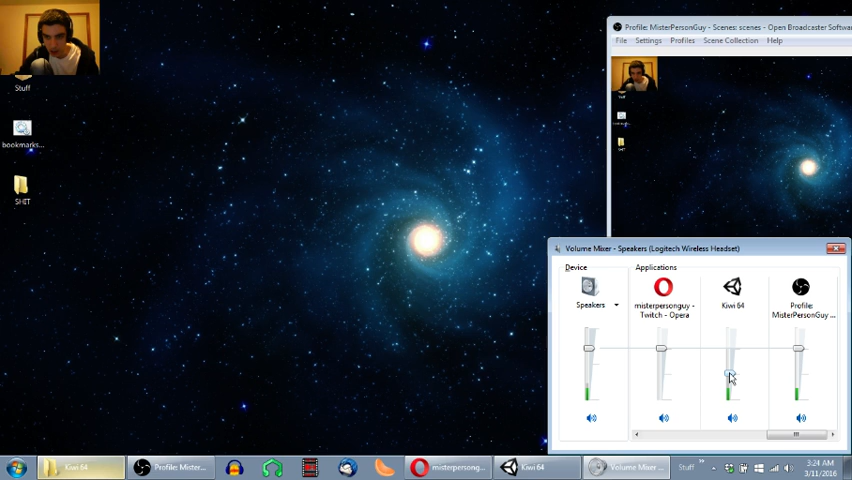 Stuff
bookmarks...
SHIT
Profile: MisterPersonGuy - Scenes: scenes - Open Broadcaster Softwa
File Settings Profiles Scene Collection Help
Volume Mixer - Speakers (Logitech Wireless Headset)
Device Applications
Speakers
misterpersonguy - Twitch - Opera
Kiwi 64
Profile: MisterPersonGuy ...
Kiwi 64
Profile: Mister...
misterpersong...
Kiwi 64
Volume Mixer ...
Stuff
3:24 AM
3/11/2016